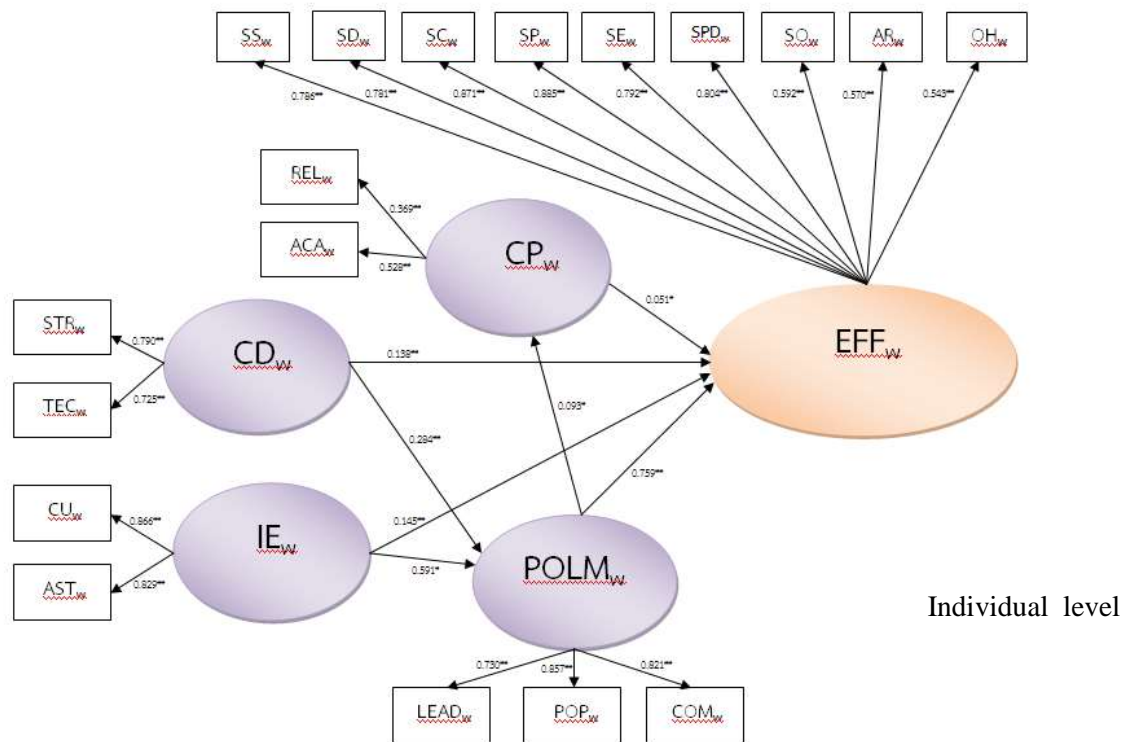 SSw SDw SCw SPw SEw SPDw SOw ARw OHw
0.786** 0.781** 0.871** 0.885** 0.792** 0.804** 0.592** 0.570** 0.543**
RELw
0.369**
ACAw
0.528**
CPw
0.051*
STRw
0.790**
TECw
0.725**
CDw
0.138**
EFFw
0.093*
0.284**
0.759**
CUw
0.866**
ASTw
0.829**
IEw
0.145**
0.591*
POLMw
Individual level
0.730** 0.857** 0.821**
LEADw POPw COMw